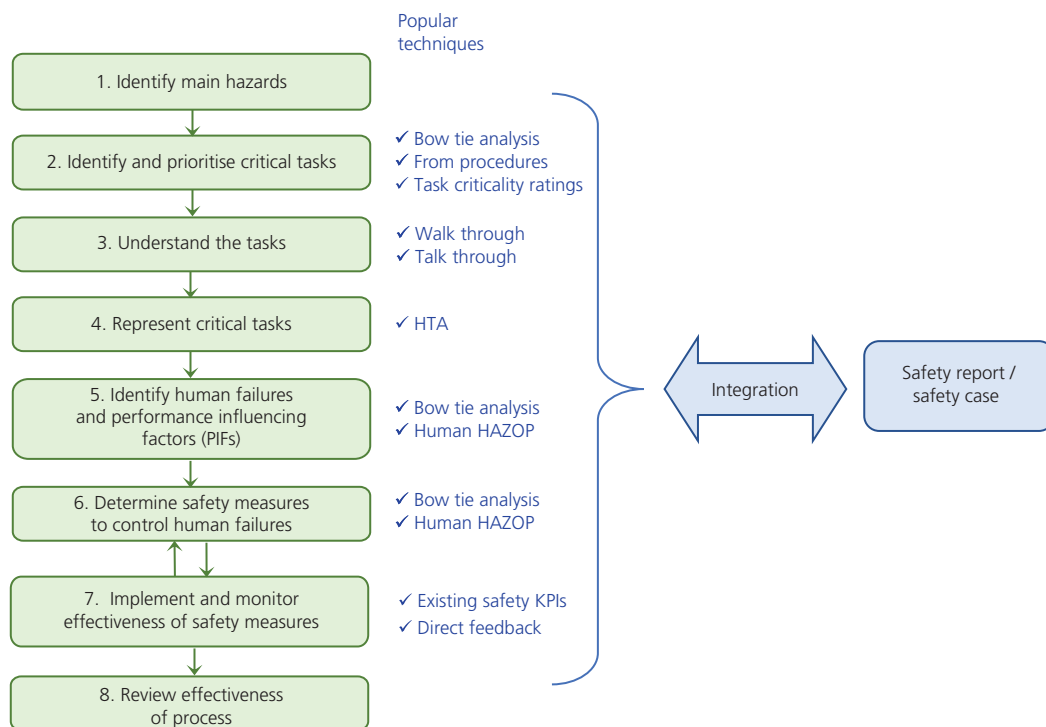 Popular
techniques
1. Identify main hazards
2. Identify and prioritise critical tasks
✓ Bow tie analysis
✓ From procedures
✓ Task criticality ratings
3. Understand the tasks
✓ Walk through
✓ Talk through
4. Represent critical tasks
✓ HTA
5. Identify human failures
and performance influencing
factors (PIFs)
✓ Bow tie analysis
✓ Human HAZOP
6. Determine safety measures
to control human failures
✓ Bow tie analysis
✓ Human HAZOP
7. Implement and monitor
effectiveness of safety measures
✓ Existing safety KPIs
✓ Direct feedback
8. Review effectiveness
of process
Integration
Safety report /
safety case